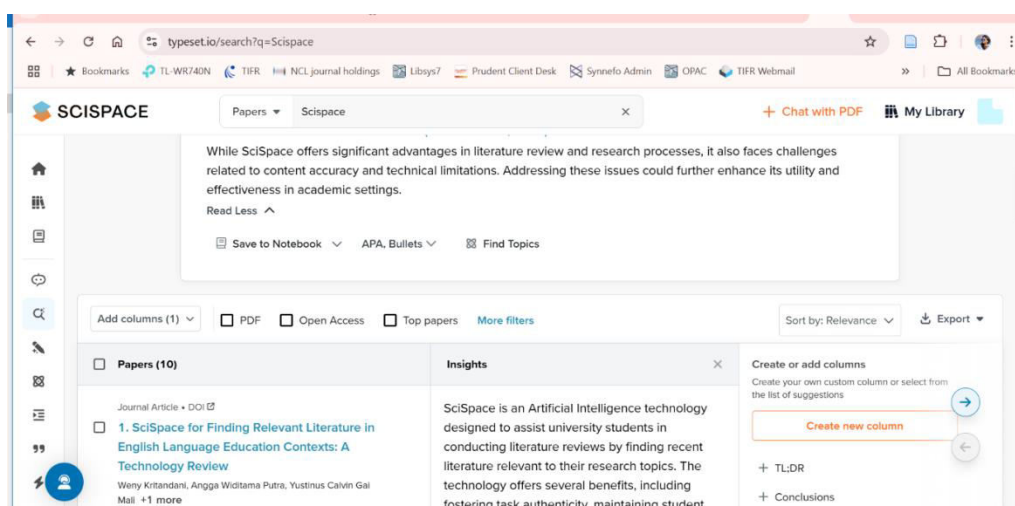 typeset.io/search?q=Scispace
Bookmarks TL-WR740N TIFR NCL journal holdings Libsys7 Prudent Client Desk Synnefo Admin OPAC TIFR Webmail » All Bookmarks
SCISPACE Papers Scispace × + Chat with PDF My Library
While SciSpace offers significant advantages in literature review and research processes, it also faces challenges
related to content accuracy and technical limitations. Addressing these issues could further enhance its utility and
effectiveness in academic settings.
Read Less
Save to Notebook APA, Bullets Find Topics
Add columns (1) PDF Open Access Top papers More filters Sort by: Relevance Export
Papers (10) Insights × Create or add columns
Create your own custom column or select from
the list of suggestions
Create new column
+ TL;DR
+ Conclusions
Journal Article • DOI
1. SciSpace for Finding Relevant Literature in
English Language Education Contexts: A
Technology Review
Weny Kritandani, Angga Widitama Putra, Yustinus Calvin Gai
Mali +1 more
SciSpace is an Artificial Intelligence technology
designed to assist university students in
conducting literature reviews by finding recent
literature relevant to their research topics. The
technology offers several benefits, including
fostering task authenticity, maintaining student